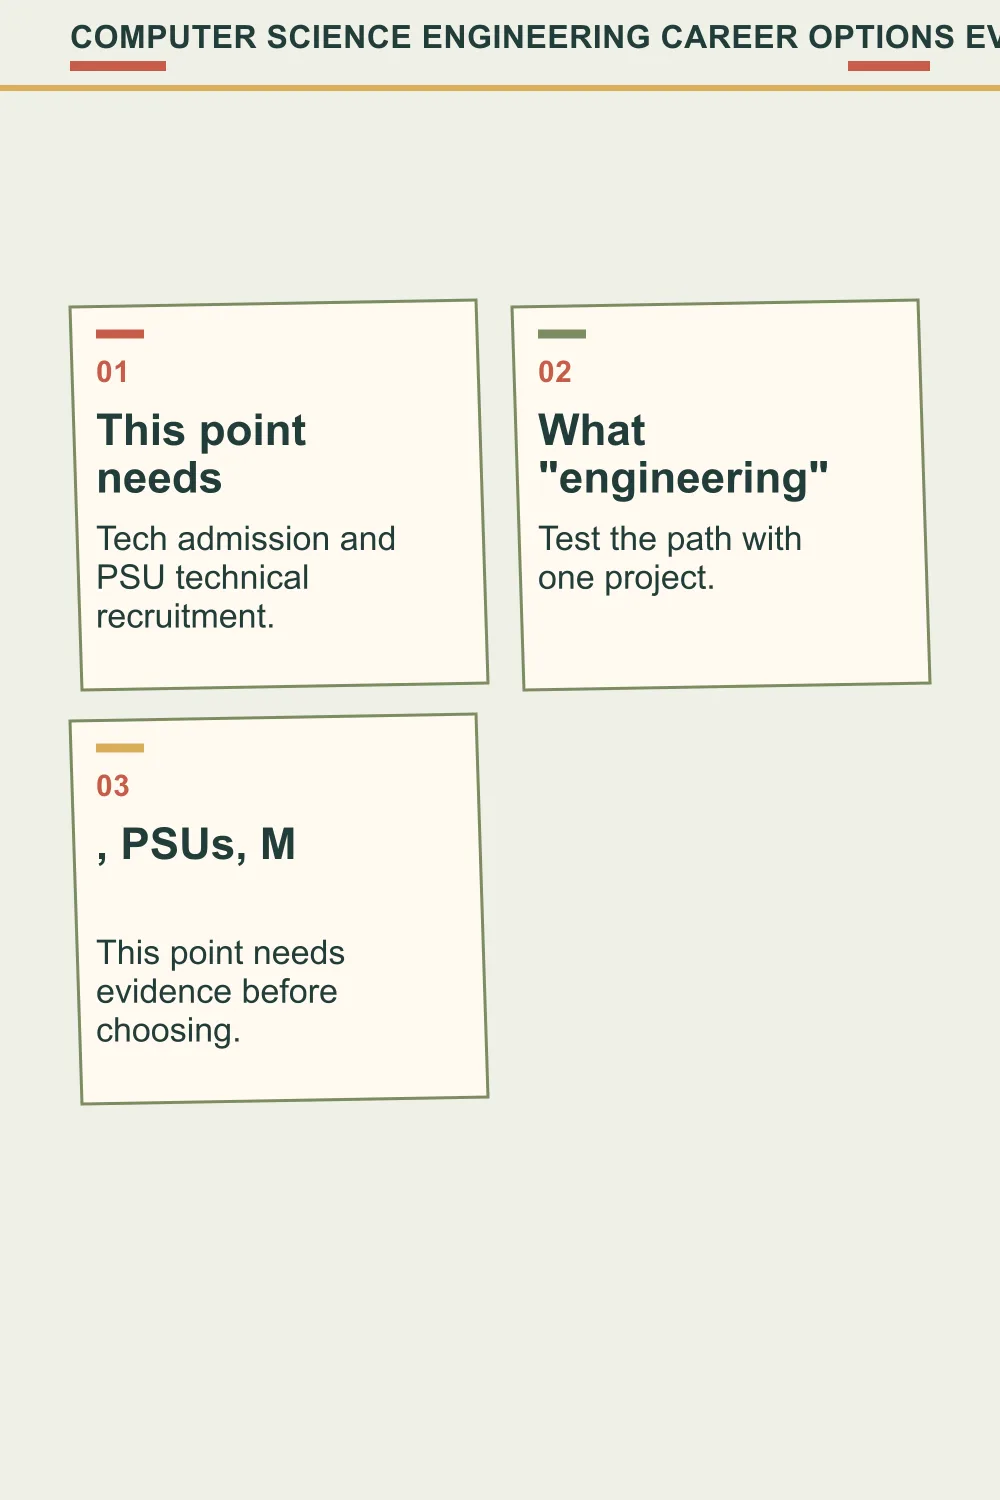 COMPUTER SCIENCE ENGINEERING CAREER OPTIONS EV
01
This point
needs
Tech admission and
PSU technical
recruitment.
02
What
"engineering"
Test the path with
one project.
03
, PSUs, M
This point needs
evidence before
choosing.